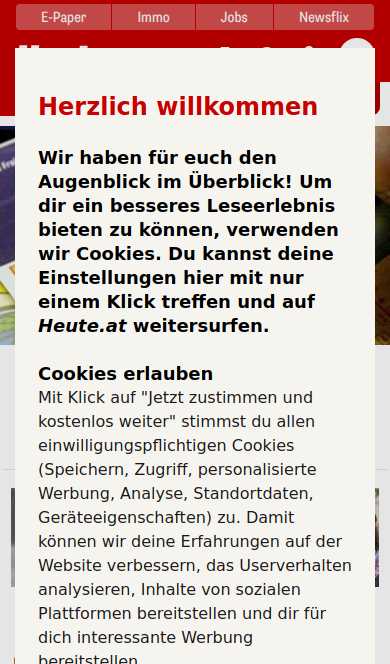 E-Paper
Immo
Jobs
Newsflix
Herzlich willkommen
Wir haben für euch den
Augenblick im Überblick! Um
dir ein besseres Leseerlebnis
bieten zu können, verwenden
wir Cookies. Du kannst deine
Einstellungen hier mit nur
einem Klick treffen und auf
Heute.at weitersurfen.
Cookies erlauben
Mit Klick auf "Jetzt zustimmen und
kostenlos weiter" stimmst du allen
einwilligungspflichtigen Cookies
(Speichern, Zugriff, personalisierte
Werbung, Analyse, Standortdaten,
Geräteeigenschaften) zu. Damit
können wir deine Erfahrungen auf der
Website verbessern, das Userverhalten
analysieren, Inhalte von sozialen
Plattformen bereitstellen und dir für
dich interessante Werbung
bereitstellen